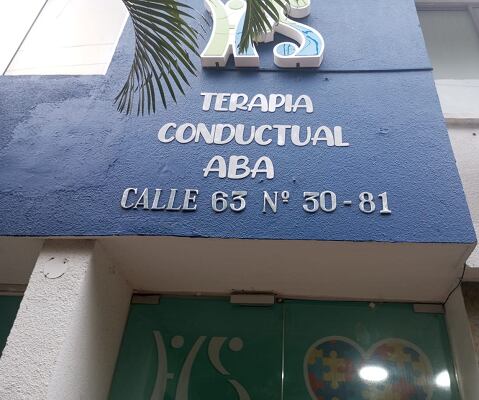 TERAPIA
CONDUCTUAL
ABA
CALLE 63 Nº 30-81